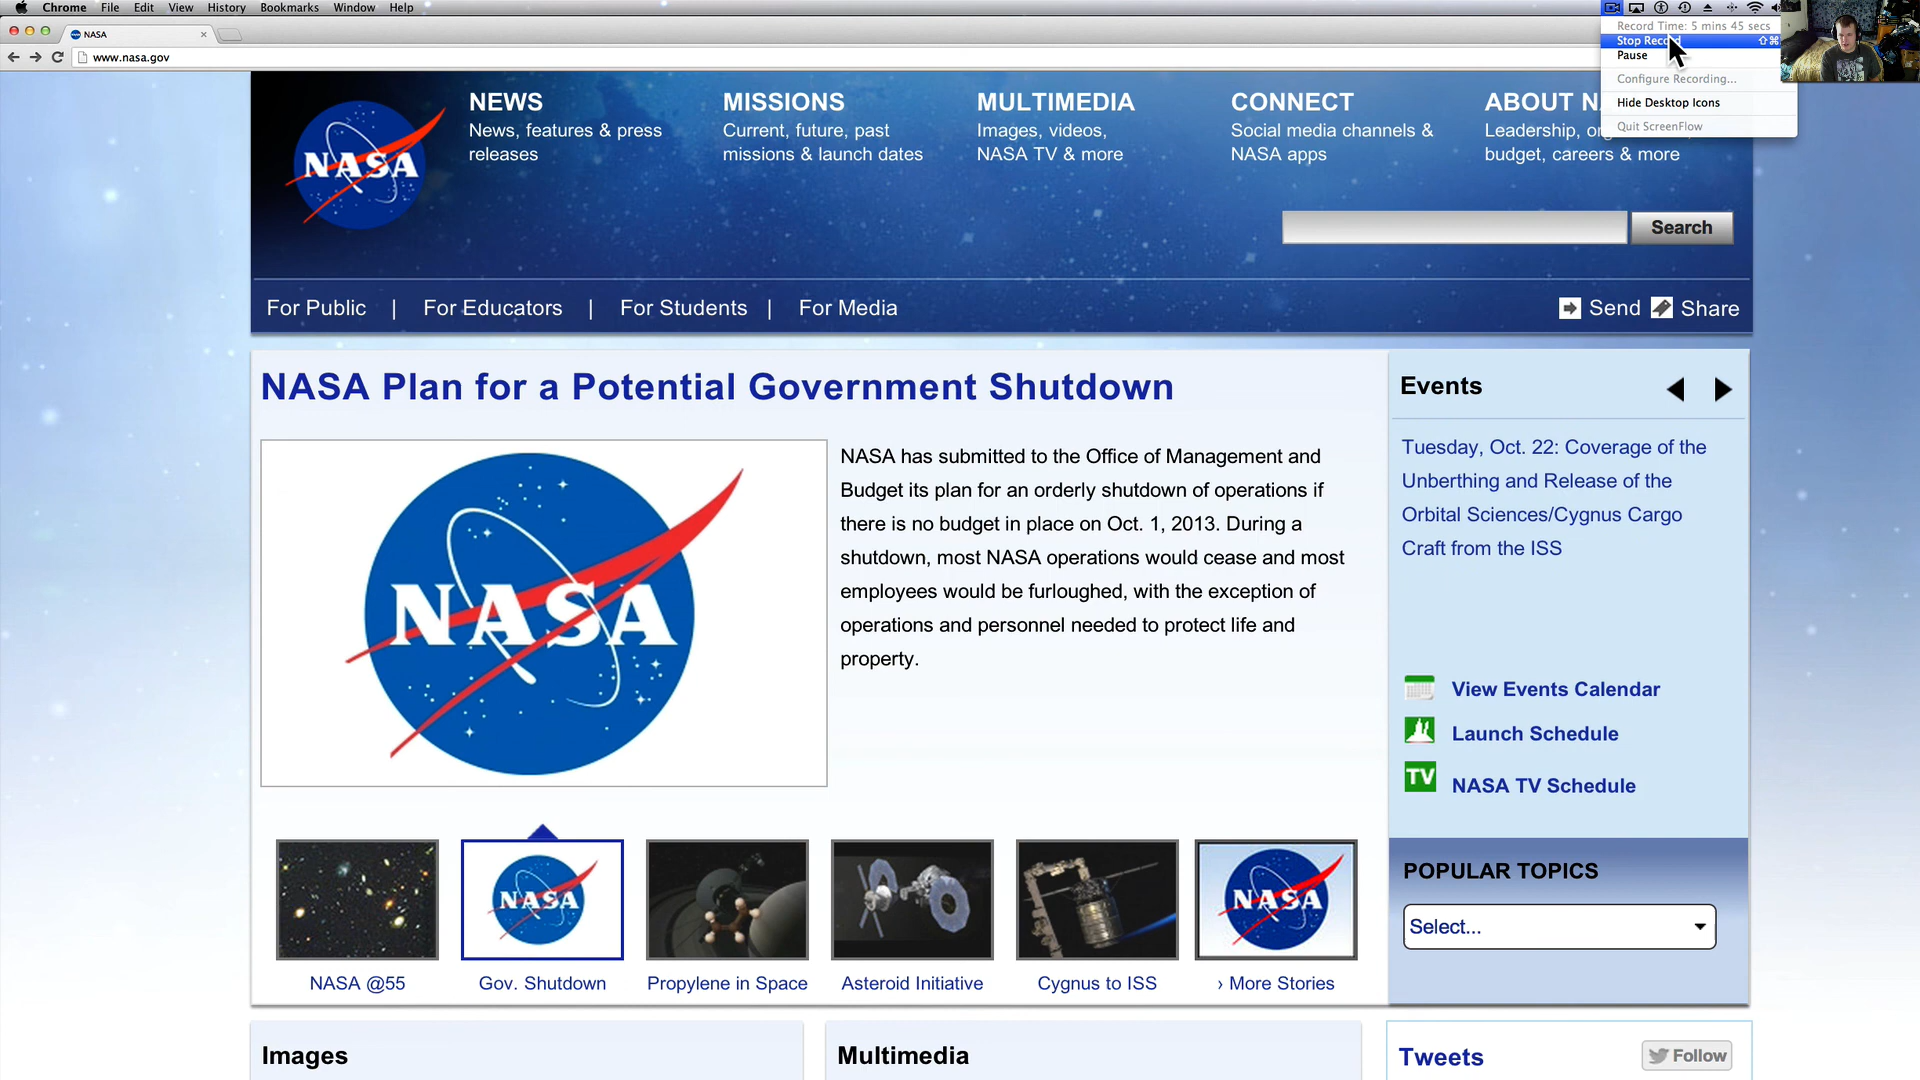 Chrome File Edit View History Bookmarks Window Help
Record Time: 5 mins 45 secs
Stop Record ⇧⌘
Pause
Configure Recording...
Hide Desktop Icons
Quit ScreenFlow
NASA
www.nasa.gov
NASA
NEWS
News, features & press
releases
MISSIONS
Current, future, past
missions & launch dates
MULTIMEDIA
Images, videos,
NASA TV & more
CONNECT
Social media channels &
NASA apps
ABOUT
Leadership,
budget, careers & more
Search
For Public | For Educators | For Students | For Media
Send Share
NASA Plan for a Potential Government Shutdown
NASA
NASA has submitted to the Office of Management and
Budget its plan for an orderly shutdown of operations if
there is no budget in place on Oct. 1, 2013. During a
shutdown, most NASA operations would cease and most
employees would be furloughed, with the exception of
operations and personnel needed to protect life and
property.
NASA
NASA
NASA @55
Gov. Shutdown
Propylene in Space
Asteroid Initiative
Cygnus to ISS
› More Stories
Events
Tuesday, Oct. 22: Coverage of the
Unberthing and Release of the
Orbital Sciences/Cygnus Cargo
Craft from the ISS
View Events Calendar
Launch Schedule
TV NASA TV Schedule
POPULAR TOPICS
Select...
Images
Multimedia
Tweets
Follow